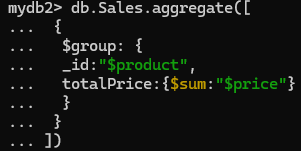 mydb2> db.Sales.aggregate([
...  {
...  $group: {
...  _id:"$product",
...  totalPrice:{$sum:"$price"}
...  }
...  }
... ])